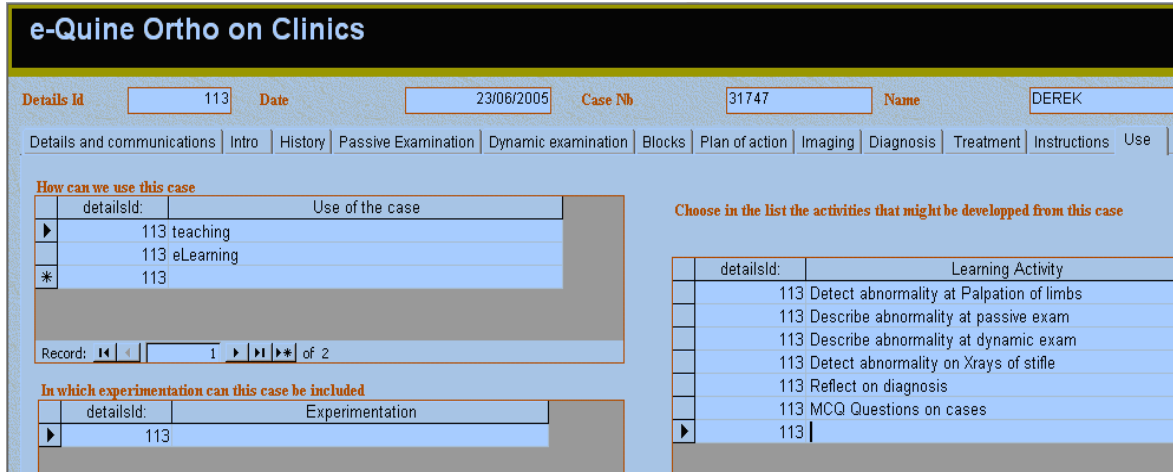 e-Quine Ortho on Clinics
Details Id 113 Date 23/06/2005 Case Nb 31747 Name DEREK
Details and communications Intro History Passive Examination Dynamic examination Blocks Plan of action Imaging Diagnosis Treatment Instructions Use
How can we use this case
detailsId: Use of the case
113 teaching
113 eLearning
113
Record: 1 of 2
In which experimentation can this case be included
detailsId: Experimentation
113
Choose in the list the activities that might be developped from this case
detailsId: Learning Activity
113 Detect abnormality at Palpation of limbs
113 Describe abnormality at passive exam
113 Describe abnormality at dynamic exam
113 Detect abnormality on Xrays of stifle
113 Reflect on diagnosis
113 MCQ Questions on cases
113